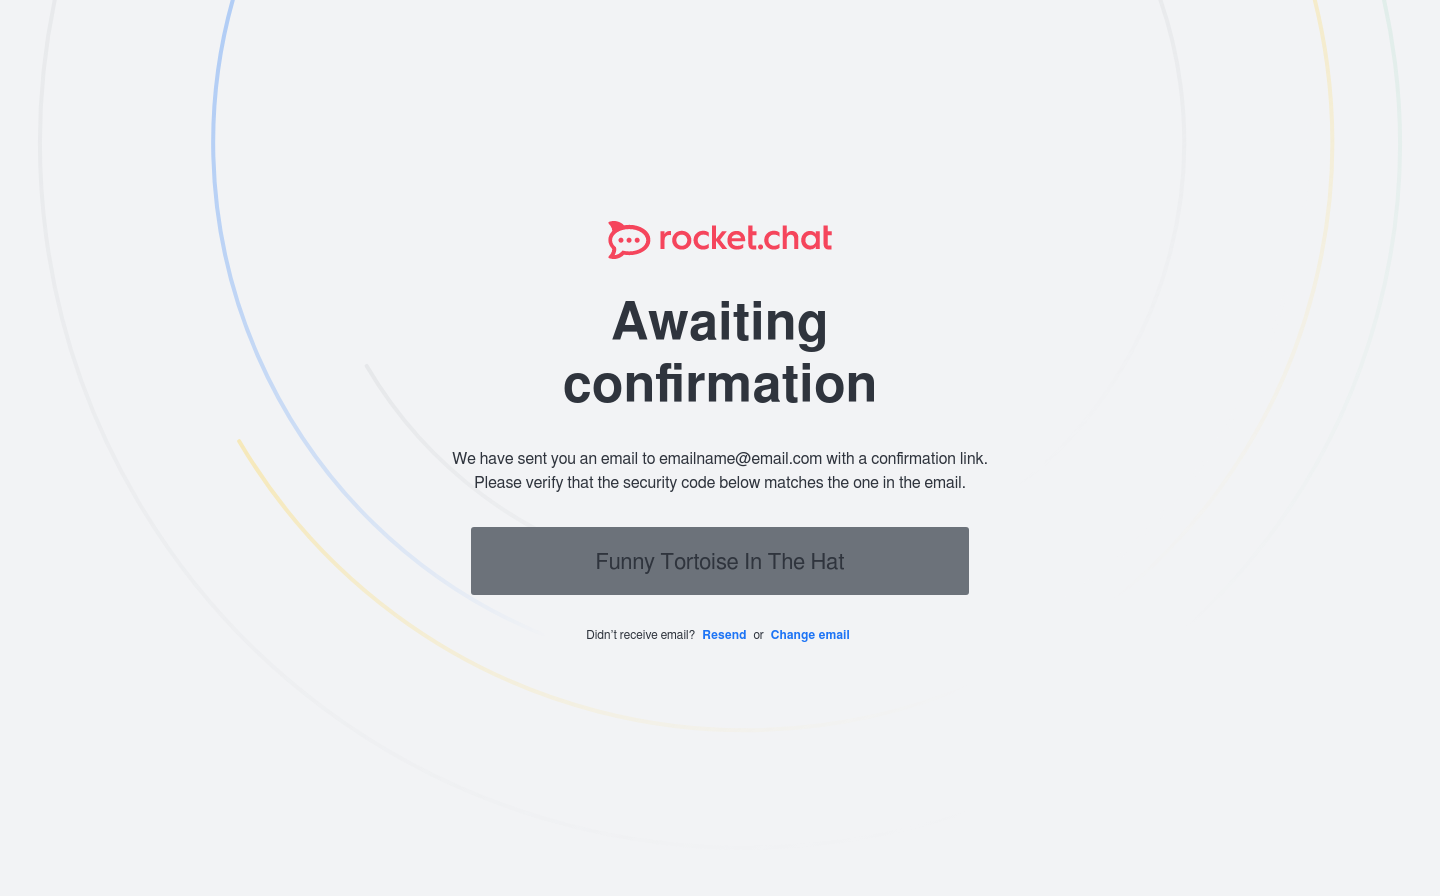 rocket.chat
Awaiting
confirmation
We have sent you an email to emailname@email.com with a confirmation link.
Please verify that the security code below matches the one in the email.
Funny Tortoise In The Hat
Didn't receive email? Resend or Change email